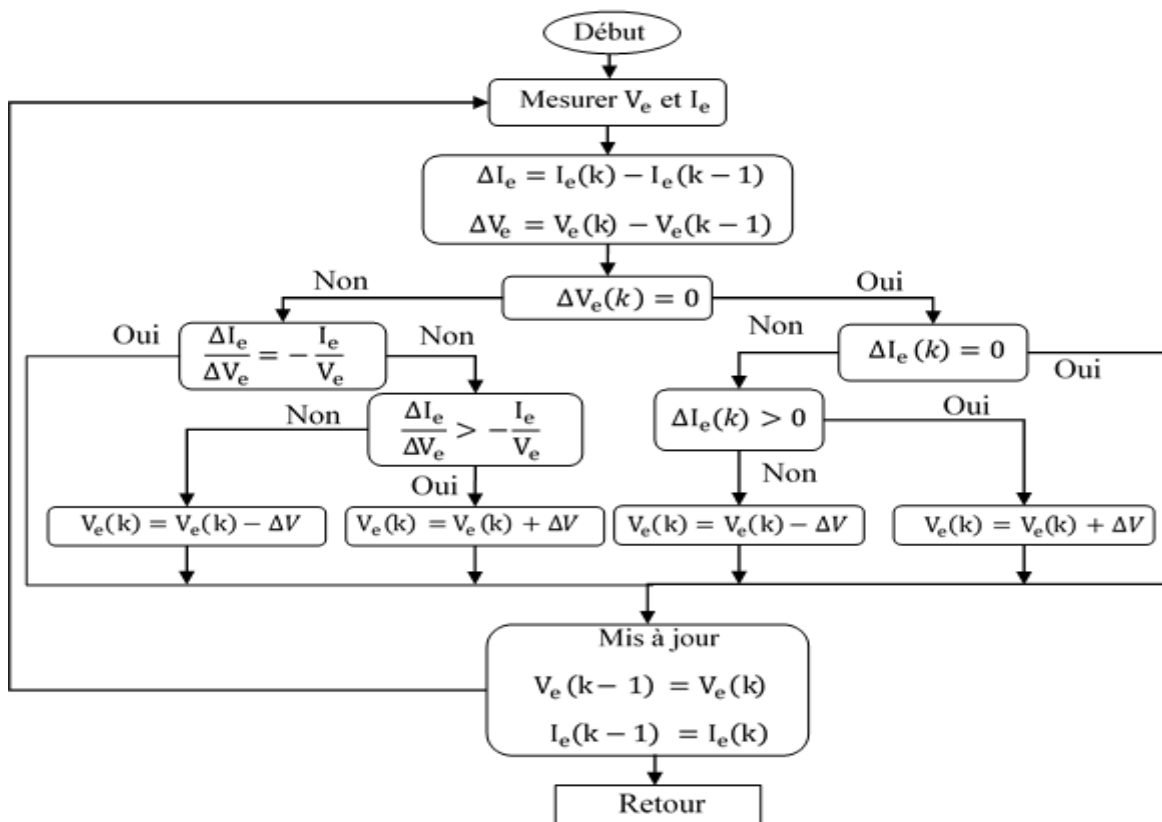 Début
Mesurer Vₑ et Iₑ
ΔIₑ = Iₑ(k) − Iₑ(k − 1)
ΔVₑ = Vₑ(k) − Vₑ(k − 1)
Non
ΔVₑ(k) = 0
Oui
Oui
ΔIₑ/ΔVₑ = −Iₑ/Vₑ
Non
Non
ΔIₑ(k) = 0
Oui
Non
ΔIₑ/ΔVₑ > −Iₑ/Vₑ
Oui
ΔIₑ(k) > 0
Oui
Non
Vₑ(k) = Vₑ(k) − ΔV
Vₑ(k) = Vₑ(k) + ΔV
Vₑ(k) = Vₑ(k) − ΔV
Vₑ(k) = Vₑ(k) + ΔV
Mis à jour
Vₑ(k − 1) = Vₑ(k)
Iₑ(k − 1) = Iₑ(k)
Retour